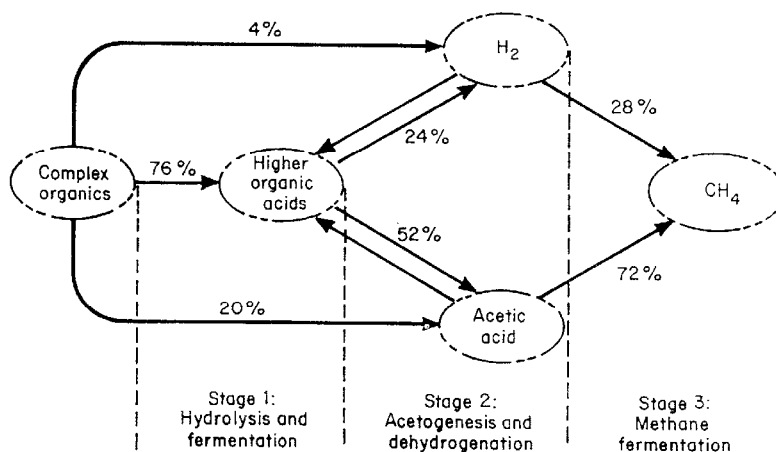 4%
H2
28%
24%
Complex
organics
76%
Higher
organic
acids
CH4
52%
72%
20%
Acetic
acid
Stage 1:
Hydrolysis and
fermentation
Stage 2:
Acetogenesis and
dehydrogenation
Stage 3:
Methane
fermentation